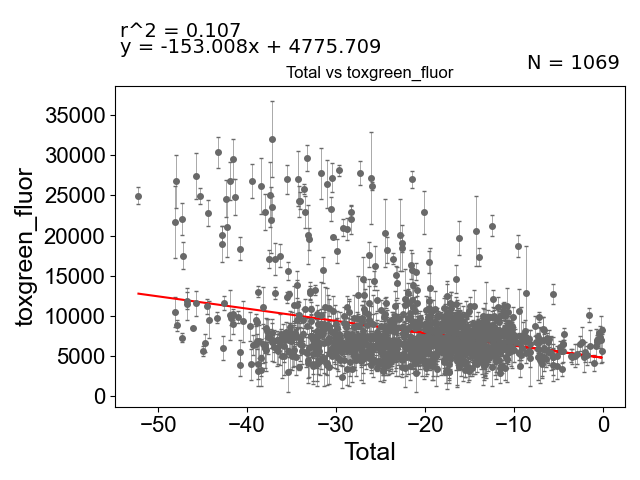 r^2 = 0.107
y = -153.008x + 4775.709
N = 1069
Total vs toxgreen_fluor
35000
30000
25000
20000
15000
10000
5000
0
toxgreen_fluor
−50 −40 −30 −20 −10 0
Total